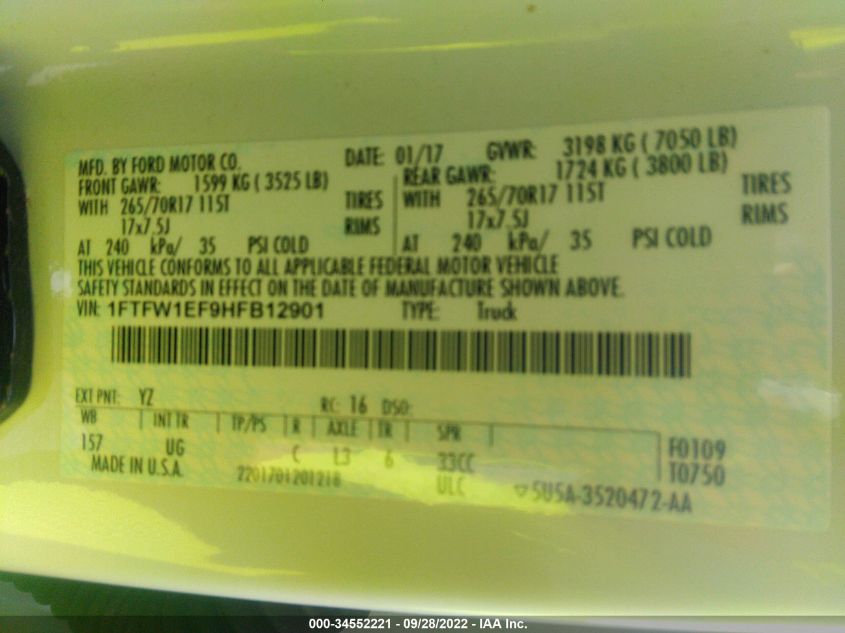 MFD. BY FORD MOTOR CO. DATE: 01/17 GVWR: 3198 KG ( 7050 LB)
FRONT GAWR: 1599 KG ( 3525 LB) REAR GAWR: 1724 KG ( 3800 LB)
WITH 265/70R17 115T TIRES WITH 265/70R17 115T TIRES
17x7.5J RIMS 17x7.5J RIMS
AT 240 kPa/ 35 PSI COLD AT 240 kPa/ 35 PSI COLD
THIS VEHICLE CONFORMS TO ALL APPLICABLE FEDERAL MOTOR VEHICLE
SAFETY STANDARDS IN EFFECT ON THE DATE OF MANUFACTURE SHOWN ABOVE.
VIN: 1FTFW1EF9HFB12901 TYPE: Truck
EXT PNT: YZ RC: 16 DSO:
WB INT TR TP/PS R AXLE TR SPR
157 UG C L3 6 33CC F0109
MADE IN U.S.A. 2201701201218 ULC T0750
5U5A-3520472-AA
000-34552221 - 09/28/2022 - IAA Inc.